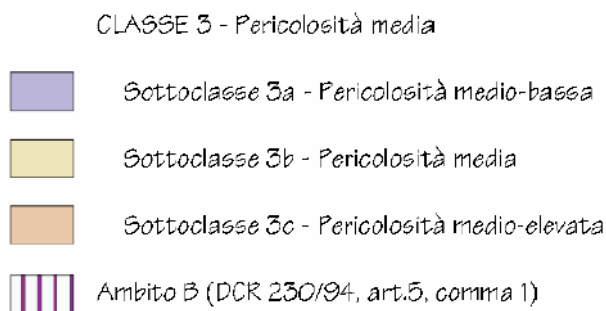 CLASSE 3 - Pericolosità media
Sottoclasse 3a - Pericolosità medio-bassa
Sottoclasse 3b - Pericolosità media
Sottoclasse 3c - Pericolosità medio-elevata
Ambito B (DCR 230/94, art.5, comma 1)